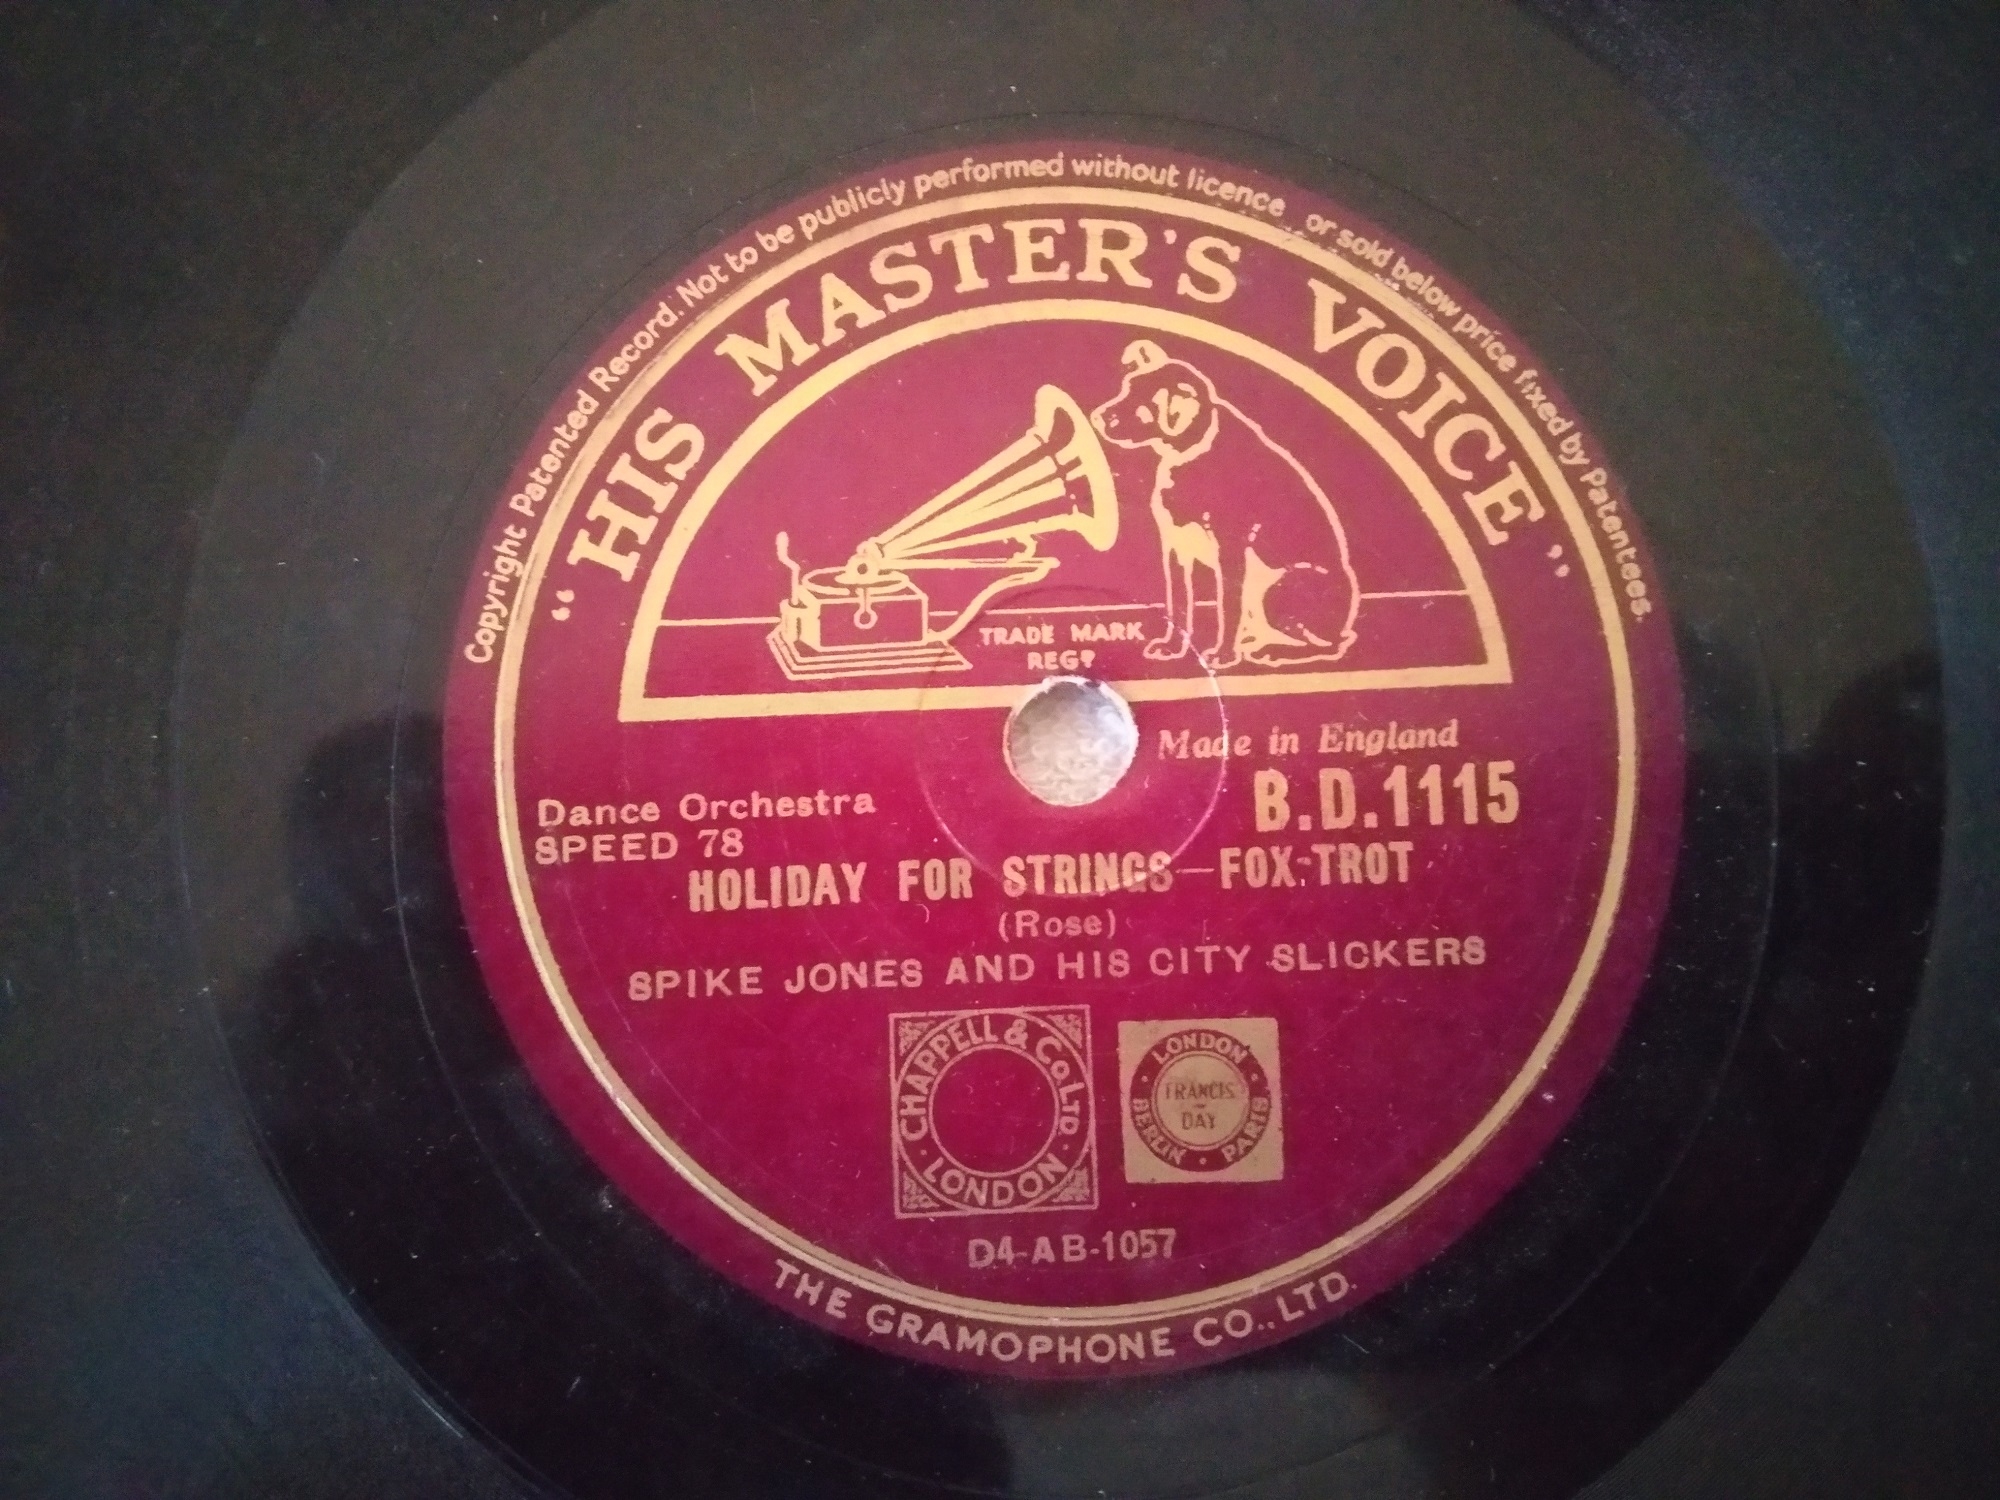 Copyright Patented Record. Not to be publicly performed without licence or sold below price fixed by Patentees.
"HIS MASTER'S VOICE"
TRADE MARK
REGD
Made in England
B.D.1115
Dance Orchestra
SPEED 78
HOLIDAY FOR STRINGS—FOX-TROT
(Rose)
SPIKE JONES AND HIS CITY SLICKERS
CHAPPELL & Co LTD
· LONDON ·
LONDON
FRANCIS
DAY
BERLIN · PARIS
D4-AB-1057
THE GRAMOPHONE CO., LTD.